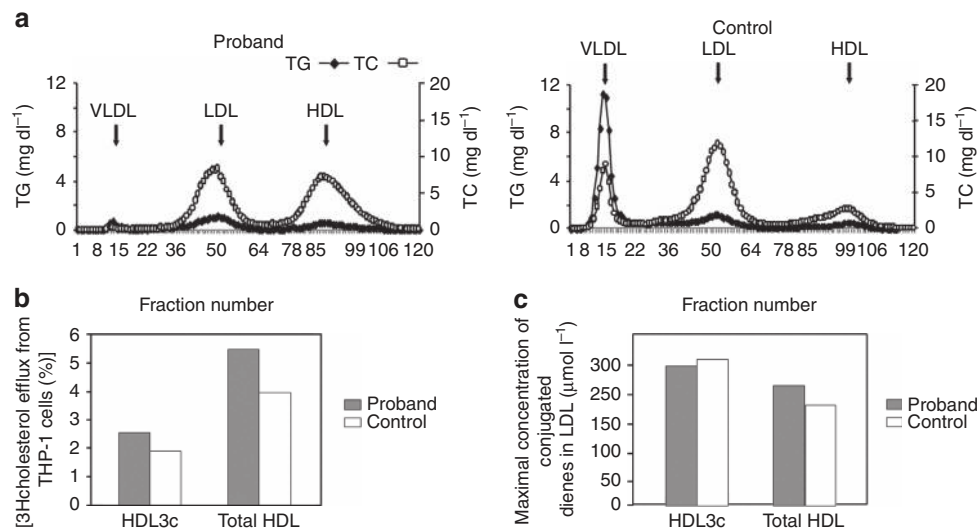 a
Proband
TG TC
VLDL LDL HDL
TG (mg dl⁻¹)
12
8
4
0
20
15
10
5
0
TC (mg dl⁻¹)
1 8 15 22 36 50 64 78 85 99 106 120
Fraction number
Control
VLDL LDL HDL
TG (mg dl⁻¹)
12
8
4
0
20
15
10
5
0
TC (mg dl⁻¹)
1 8 15 22 36 50 64 78 85 99 106 120
Fraction number
b
[3Hcholesterol efflux from
THP-1 cells (%)]
6
5
4
3
2
1
0
HDL3c Total HDL
Proband
Control
c
Maximal concentration of
conjugated
dienes in LDL (µmol l⁻¹)
300
250
300
150
100
50
0
HDL3c Total HDL
Proband
Control